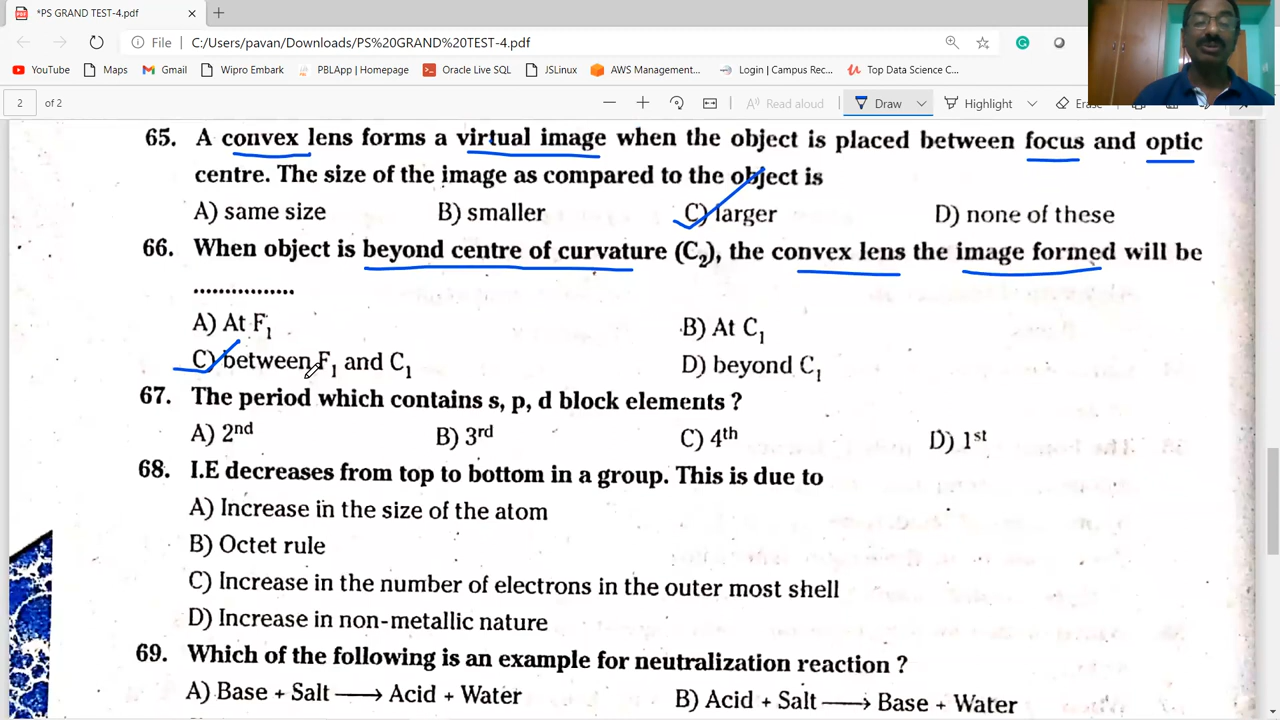 *PS GRAND TEST-4.pdf
File C:/Users/pavan/Downloads/PS%20GRAND%20TEST-4.pdf
YouTube Maps Gmail Wipro Embark PBLApp | Homepage Oracle Live SQL JSLinux AWS Management... Login | Campus Rec... Top Data Science C...
2 of 2 Read aloud Draw Highlight Erase
65. A convex lens forms a virtual image when the object is placed between focus and optic
centre. The size of the image as compared to the object is
A) same size B) smaller C) larger D) none of these
66. When object is beyond centre of curvature (C₂), the convex lens the image formed will be
................
A) At F₁ B) At C₁
C) between F₁ and C₁ D) beyond C₁
67. The period which contains s, p, d block elements ?
A) 2nd B) 3rd C) 4th D) 1st
68. I.E decreases from top to bottom in a group. This is due to
A) Increase in the size of the atom
B) Octet rule
C) Increase in the number of electrons in the outer most shell
D) Increase in non-metallic nature
69. Which of the following is an example for neutralization reaction ?
A) Base + Salt ⟶ Acid + Water B) Acid + Salt ⟶ Base + Water